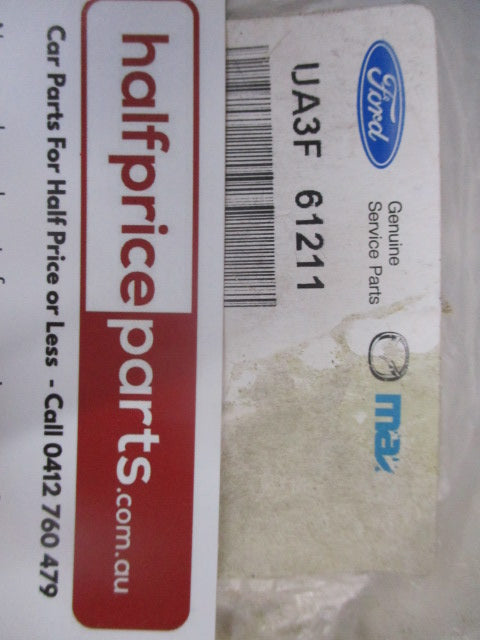 Ford
Genuine
Service Parts
UA3F 61211
halfpriceparts.com.au
Car Parts For Half Price or Less - Call 0412 760 479